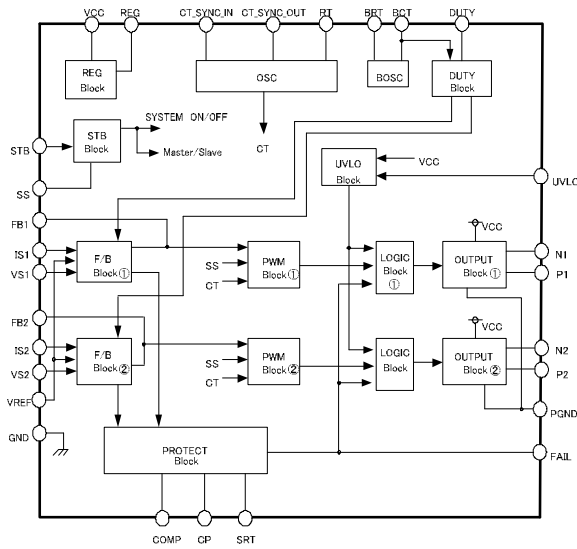 VCC REG CT_SYNC_IN CT_SYNC_OUT RT BRT BCT DUTY
REG
Block
OSC
BOSC
DUTY
Block
CT
SYSTEM ON/OFF
STB
Block
Master/Slave
STB
SS
UVLO
Block
VCC
UVLO
FB1
IS1
VS1
F/B
Block①
SS
CT
PWM
Block①
LOGIC
Block
①
VCC
OUTPUT
Block①
N1
P1
FB2
IS2
VS2
F/B
Block②
SS
CT
PWM
Block②
LOGIC
Block
VCC
OUTPUT
Block②
N2
P2
VREF
GND
PGND
PROTECT
Block
FAIL
COMP CP SRT